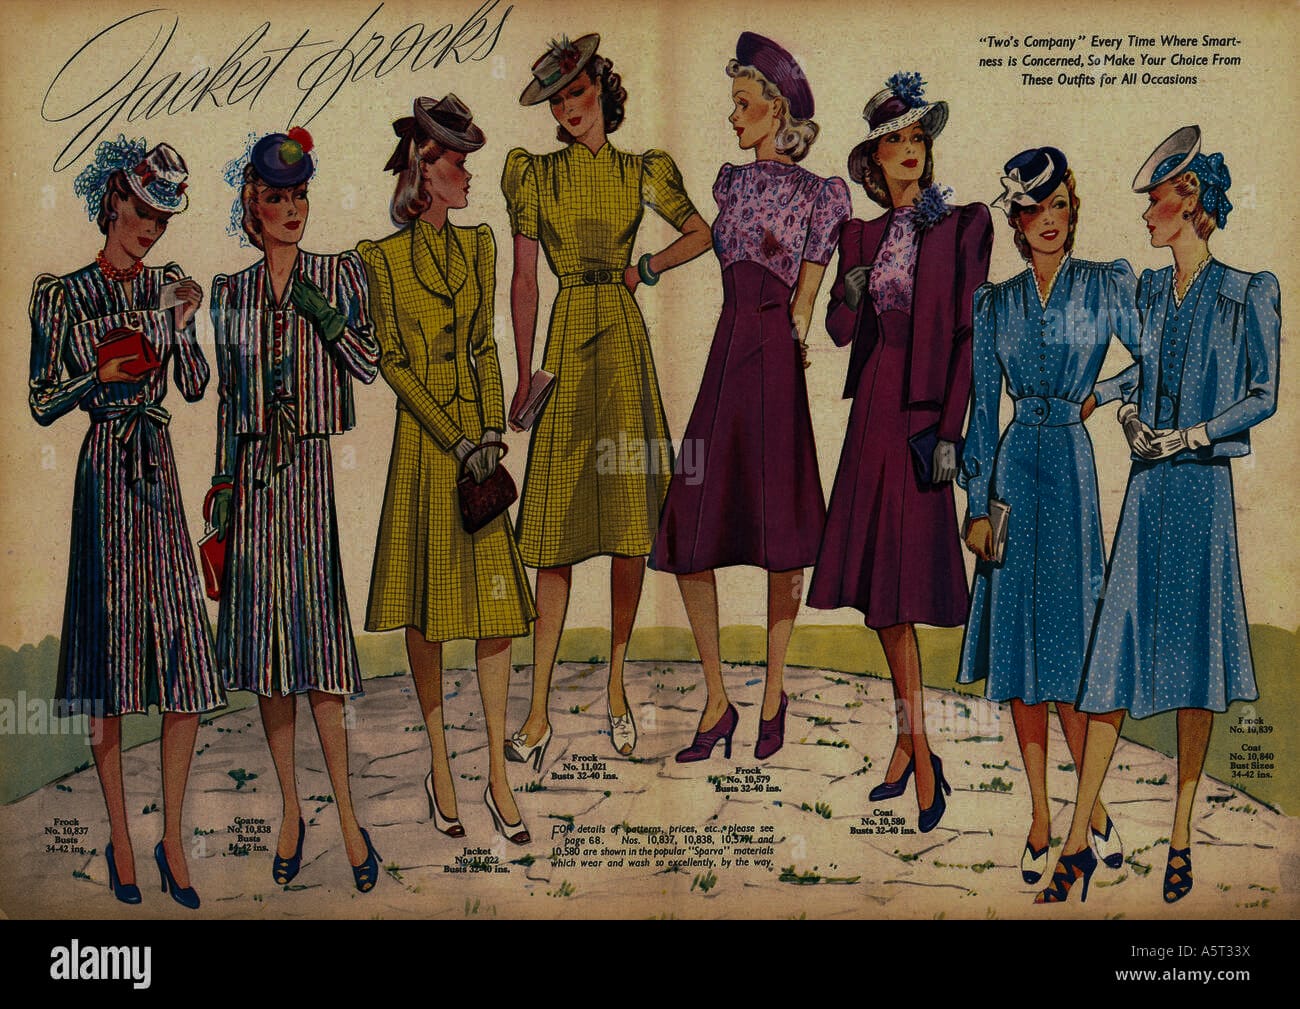 Jacket frocks
"Two's Company" Every Time Where Smart-
ness is Concerned, So Make Your Choice From
These Outfits for All Occasions
Frock
No. 10,837
Busts
34-42 ins.
Coatee
No. 10,838
Busts
34-42 ins.
Jacket
No. 11,022
Busts 32-40 ins.
Frock
No. 11,021
Busts 32-40 ins.
Frock
No. 10,579
Busts 32-40 ins.
Coat
No. 10,580
Busts 32-40 ins.
Frock
No. 10,839
Coat
No. 10,840
Bust Sizes
34-42 ins.
FOR details of patterns, prices, etc., please see
page 68. Nos. 10,837, 10,838, 10,579 and
10,580 are shown in the popular "Sparva" materials
which wear and wash so excellently, by the way.
alamy
alamy
alamy
alamy
alamy
a
a
a
a
alamy
Image ID: A5T33X
www.alamy.com